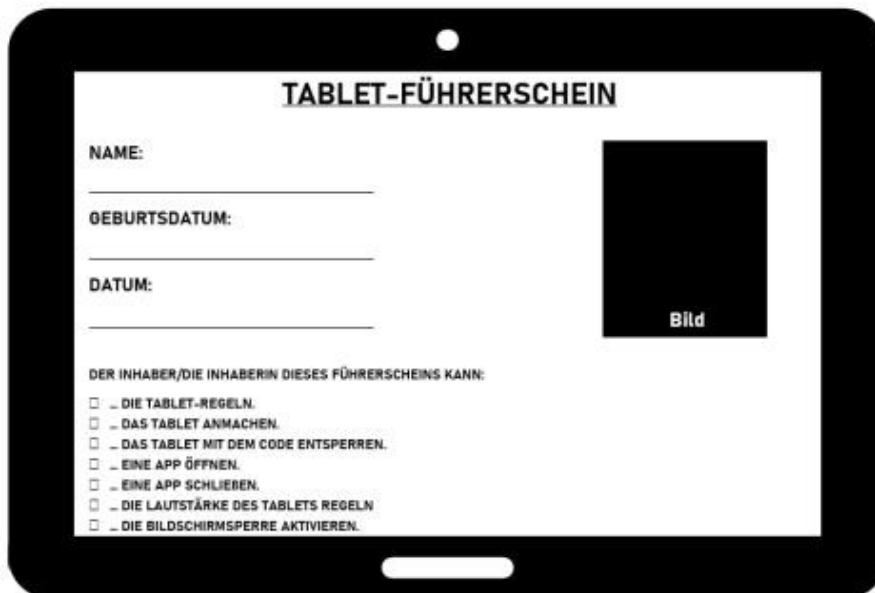 TABLET-FÜHRERSCHEIN
NAME:
GEBURTSDATUM:
DATUM:
Bild
DER INHABER/DIE INHABERIN DIESES FÜHRERSCHEINS KANN:
☐ … DIE TABLET-REGELN.
☐ … DAS TABLET ANMACHEN.
☐ … DAS TABLET MIT DEM CODE ENTSPERREN.
☐ … EINE APP ÖFFNEN.
☐ … EINE APP SCHLIEßEN.
☐ … DIE LAUTSTÄRKE DES TABLETS REGELN
☐ … DIE BILDSCHIRMSPERRE AKTIVIEREN.